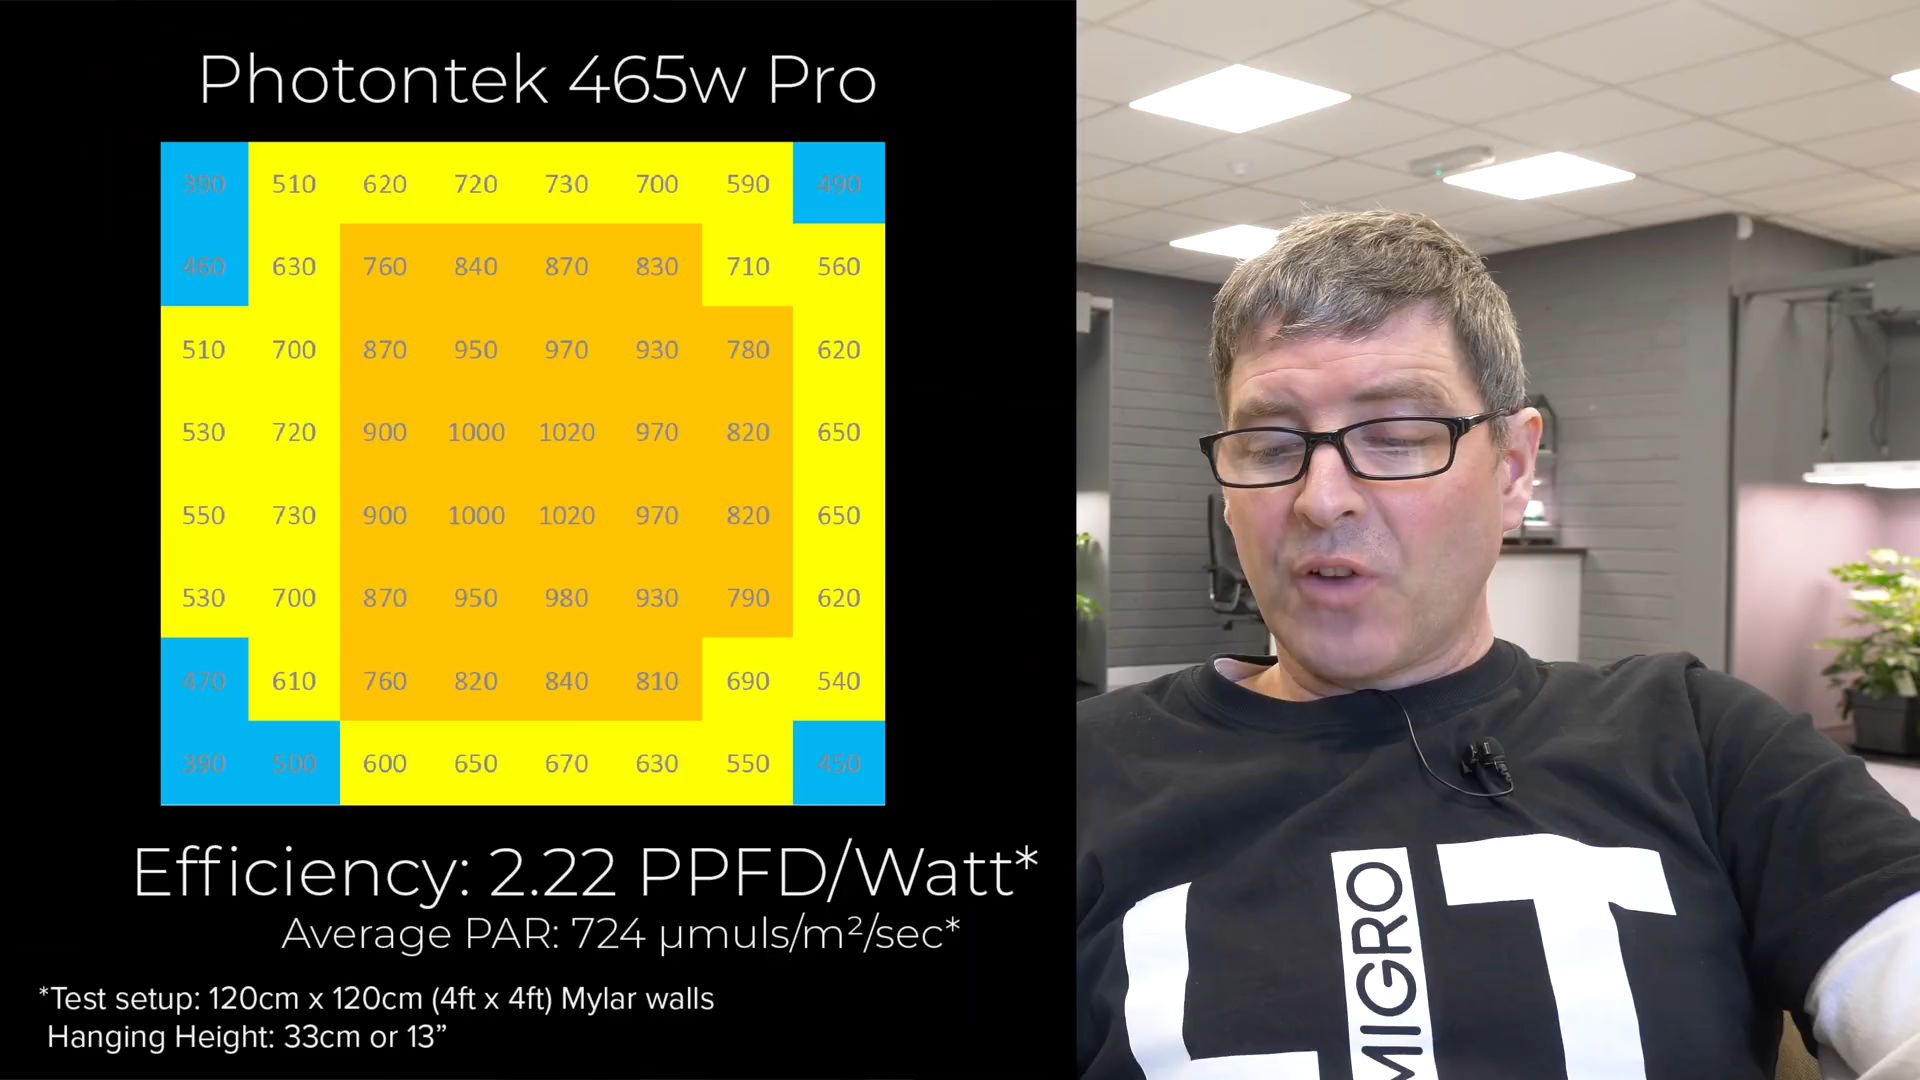 Photontek 465w Pro
390 510 620 720 730 700 590 490
460 630 760 840 870 830 710 560
510 700 870 950 970 930 780 620
530 720 900 1000 1020 970 820 650
550 730 900 1000 1020 970 820 650
530 700 870 950 980 930 790 620
470 610 760 820 840 810 690 540
390 500 600 650 670 630 550 450
Efficiency: 2.22 PPFD/Watt*
Average PAR: 724 µmuls/m²/sec*
*Test setup: 120cm x 120cm (4ft x 4ft) Mylar walls
Hanging Height: 33cm or 13”
MIGRO